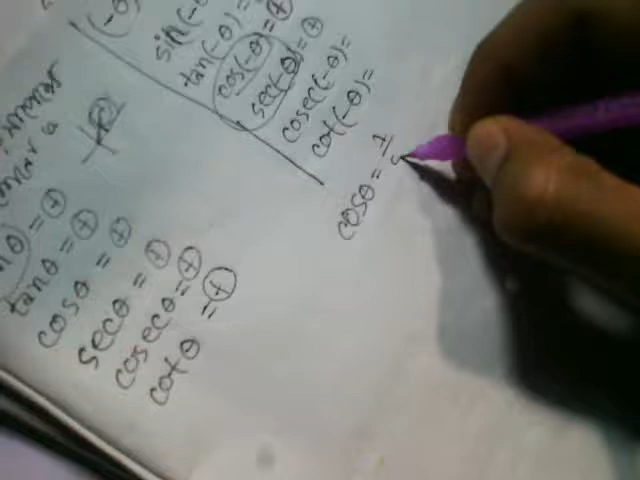 (-θ)
sin(-θ
tan(-θ)=
cos(-θ)=⊕
sec(-θ)=⊕
cosec(-θ)=
cot(-θ)=
cosθ=1/
θ=⊕
tanθ=⊕
cosθ=⊕
secθ=⊕
cosecθ=⊕
cotθ=⊕